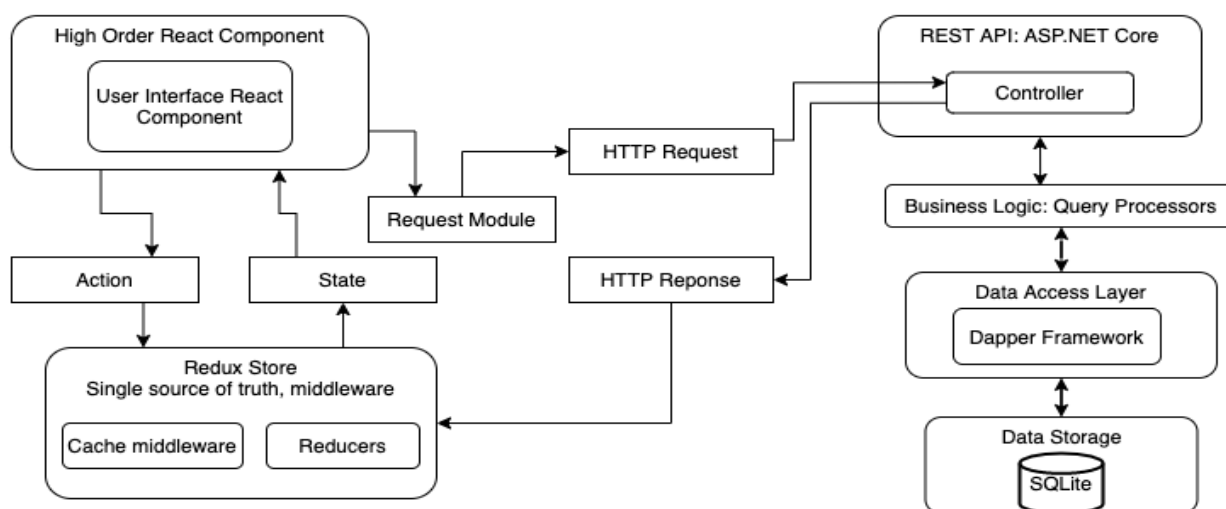 High Order React Component
User Interface React
Component
REST API: ASP.NET Core
Controller
HTTP Request
Request Module
Business Logic: Query Processors
Action
State
HTTP Reponse
Data Access Layer
Dapper Framework
Redux Store
Single source of truth, middleware
Cache middleware
Reducers
Data Storage
SQLite